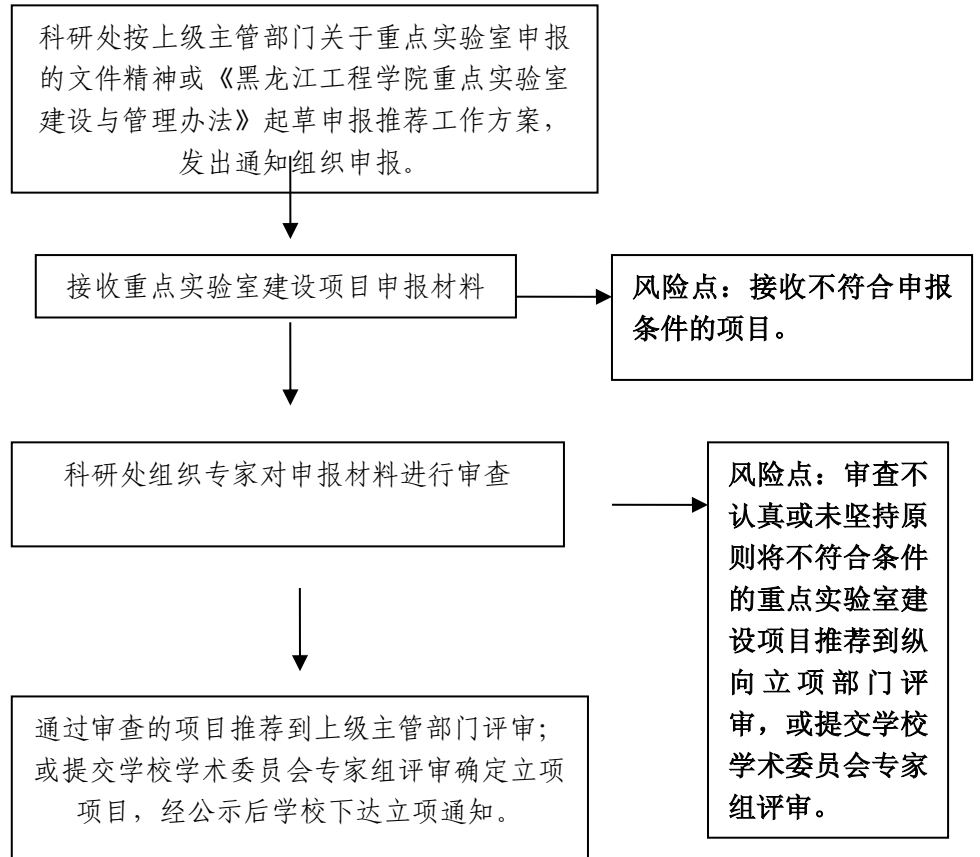 科研处按上级主管部门关于重点实验室申报
的文件精神或《黑龙江工程学院重点实验室
建设与管理办法》起草申报推荐工作方案，
发出通知组织申报。
接收重点实验室建设项目申报材料
风险点：接收不符合申报
条件的项目。
科研处组织专家对申报材料进行审查
风险点：审查不
认真或未坚持原
则将不符合条件
的重点实验室建
设项目推荐到纵
向立项部门评
审，或提交学校
学术委员会专家
组评审。
通过审查的项目推荐到上级主管部门评审；
或提交学校学术委员会专家组评审确定立项
项目，经公示后学校下达立项通知。